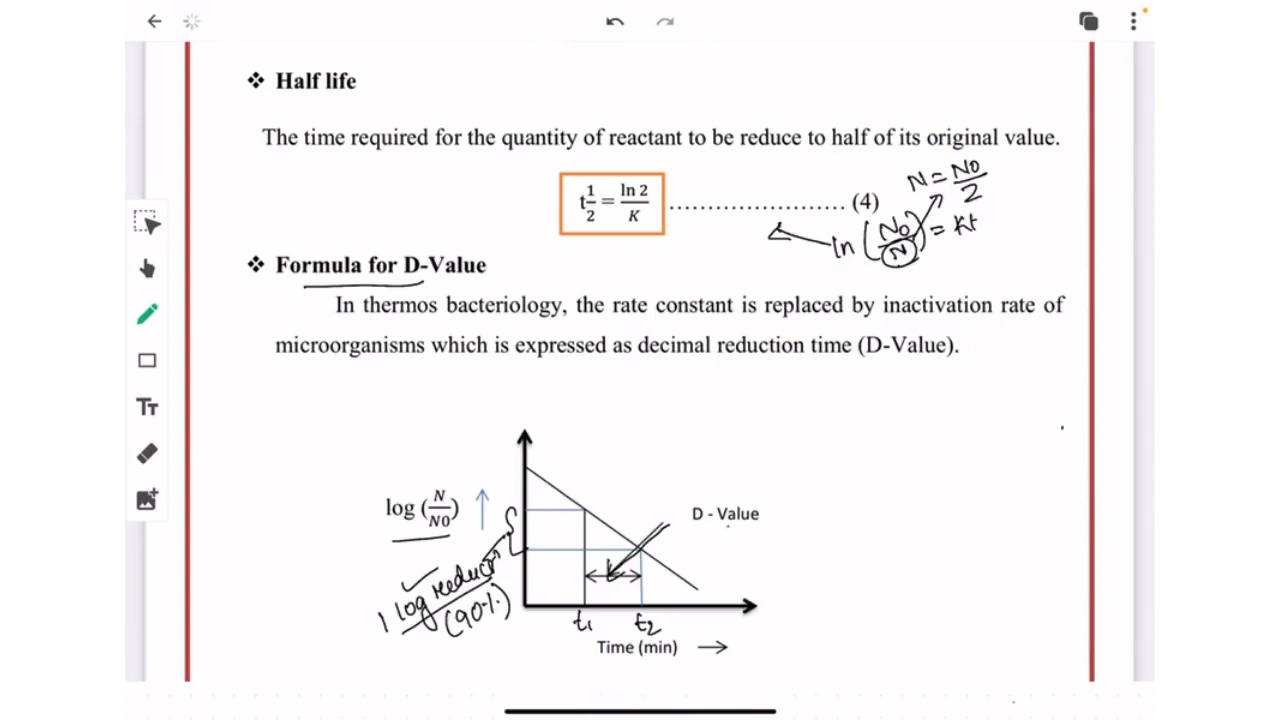 ❖ Half life
The time required for the quantity of reactant to be reduce to half of its original value.
N = N0/2
t 1/2 = ln 2 / K ........................ (4)
ln (N0/N) = Kt
❖ Formula for D-Value
In thermos bacteriology, the rate constant is replaced by inactivation rate of
microorganisms which is expressed as decimal reduction time (D-Value).
log (N/N0)
D - Value
1 log reduct
(90%)
t1 t2
Time (min)
TT